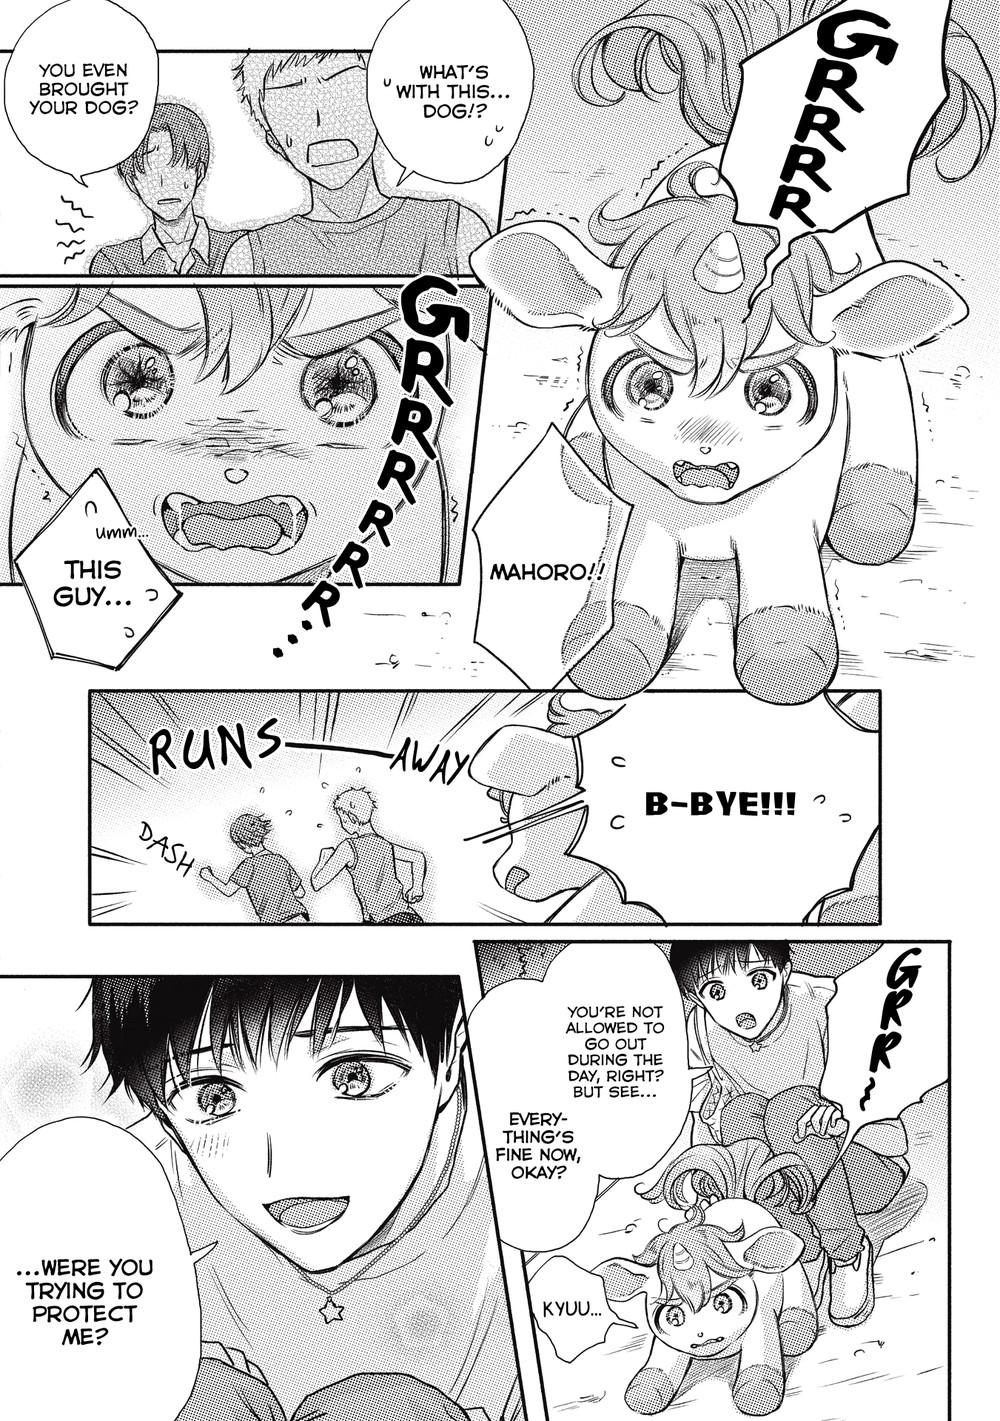 GRRRR
WHAT'S
WITH THIS...
DOG!?
YOU EVEN
BROUGHT
YOUR DOG?
MAHORO!!
GRRRRRR...
UMM...
THIS
GUY...
B-BYE!!!
RUNS—AWAY
DASH
GRR
YOU'RE NOT
ALLOWED TO
GO OUT
DURING THE
DAY, RIGHT?
BUT SEE...
EVERY-
THING'S
FINE NOW,
OKAY?
KYUU...
...WERE YOU
TRYING TO
PROTECT
ME?